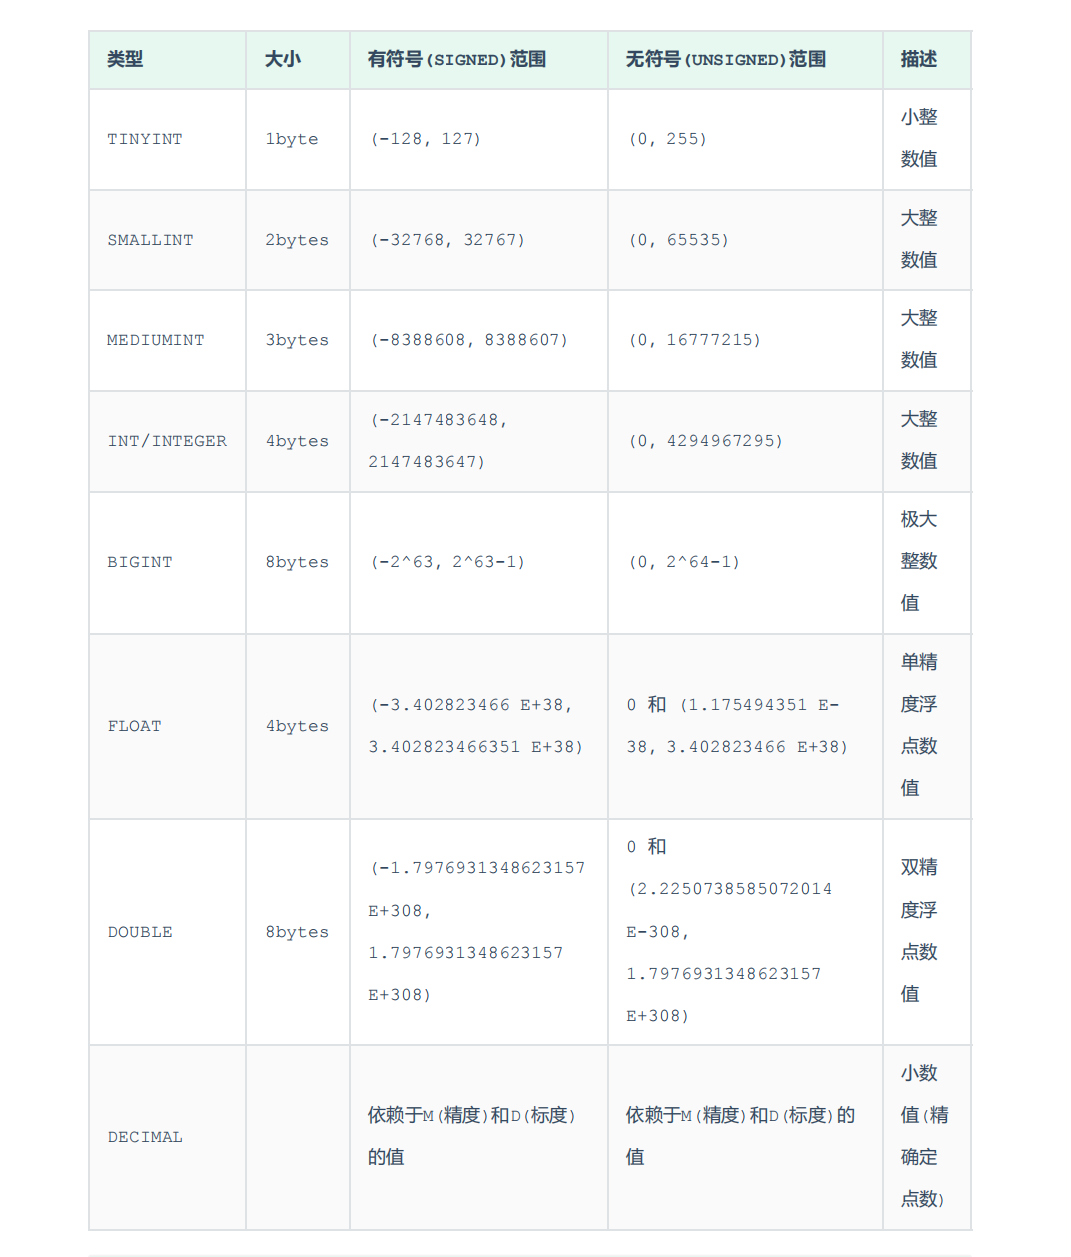 类型 大小 有符号(SIGNED)范围 无符号(UNSIGNED)范围 描述
TINYINT 1byte (-128, 127) (0, 255) 小整
数值
SMALLINT 2bytes (-32768, 32767) (0, 65535) 大整
数值
MEDIUMINT 3bytes (-8388608, 8388607) (0, 16777215) 大整
数值
INT/INTEGER 4bytes (-2147483648,
2147483647) (0, 4294967295) 大整
数值
BIGINT 8bytes (-2^63, 2^63-1) (0, 2^64-1) 极大
整数
值
FLOAT 4bytes (-3.402823466 E+38,
3.402823466351 E+38) 0 和 (1.175494351 E-
38, 3.402823466 E+38) 单精
度浮
点数
值
DOUBLE 8bytes (-1.7976931348623157
E+308,
1.7976931348623157
E+308) 0 和
(2.2250738585072014
E-308,
1.7976931348623157
E+308) 双精
度浮
点数
值
DECIMAL 依赖于M(精度)和D(标度)
的值 依赖于M(精度)和D(标度)的
值 小数
值(精
确定
点数)